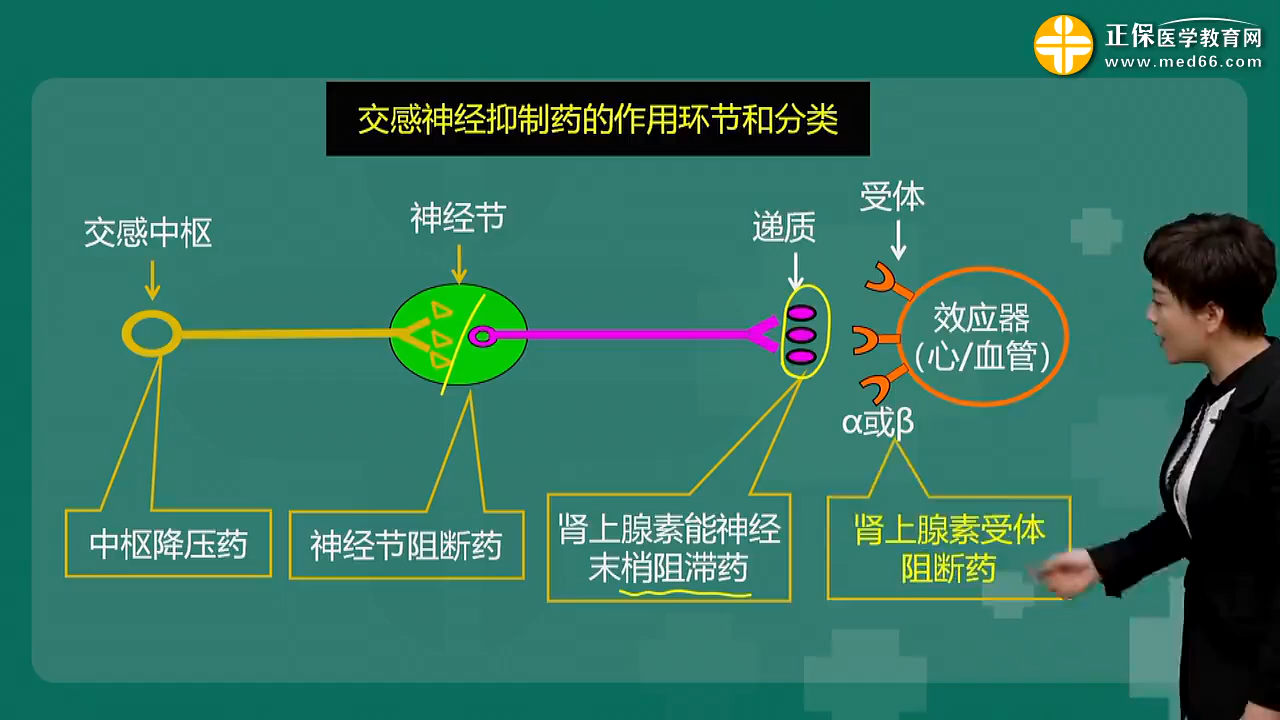 正保医学教育网
www.med66.com
交感神经抑制药的作用环节和分类
交感中枢
神经节
递质
受体
效应器
(心/血管)
α或β
中枢降压药
神经节阻断药
肾上腺素能神经
末梢阻滞药
肾上腺素受体
阻断药